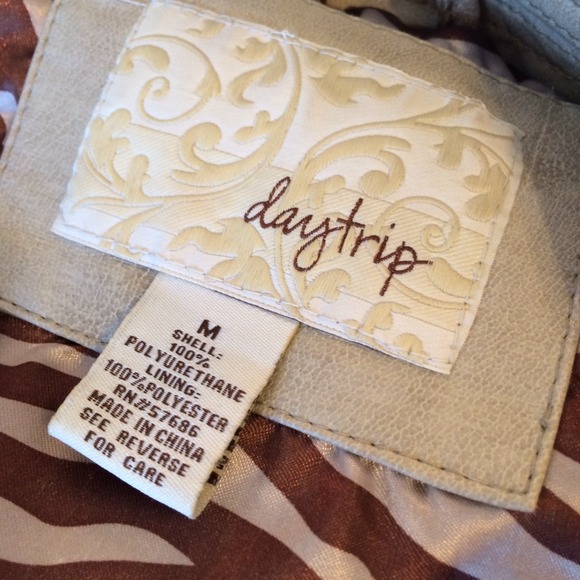 daytrip
M
SHELL:
100%
POLYURETHANE
LINING:
100%POLYESTER
RN#57686
MADE IN CHINA
SEE REVERSE
FOR CARE